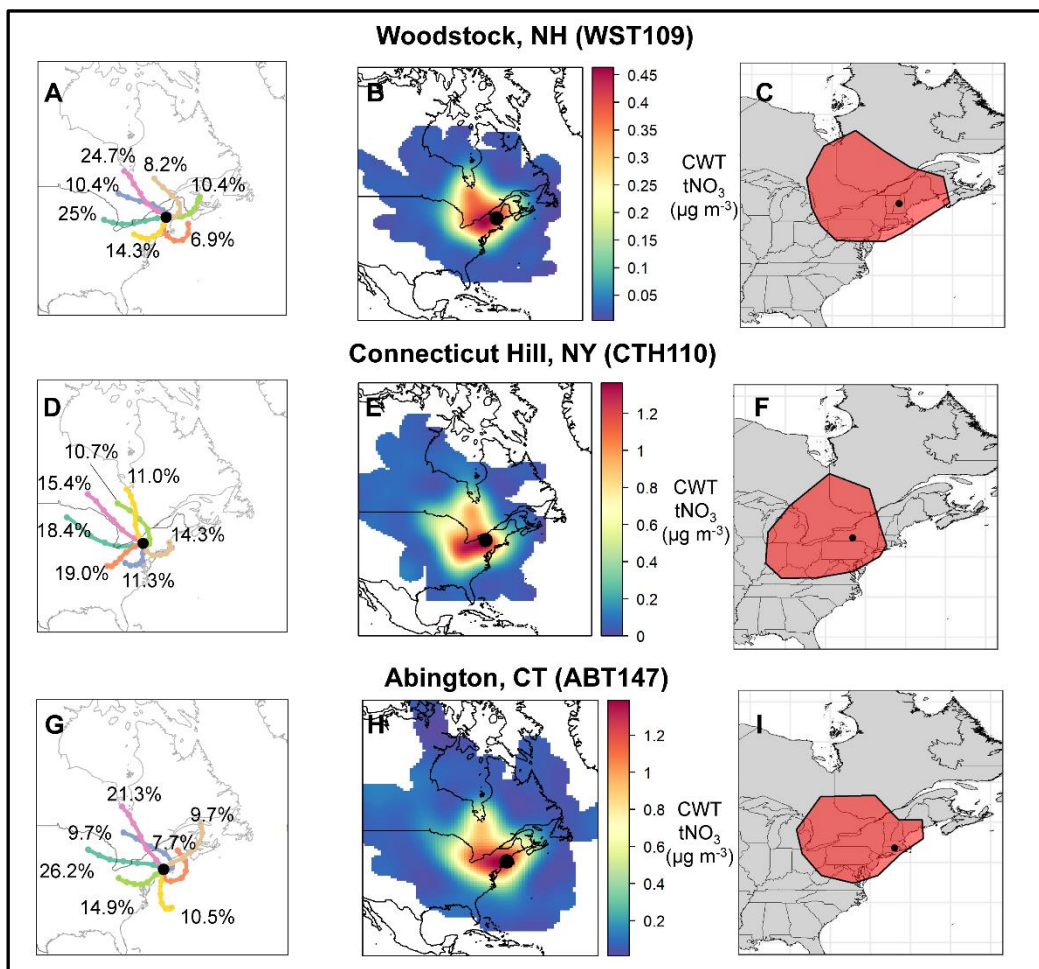 Woodstock, NH (WST109)
A
24.7%
8.2%
10.4%
10.4%
25%
6.9%
14.3%
B
0.45
0.4
0.35
0.3
0.25
0.2
0.15
0.1
0.05
CWT
tNO₃
(µg m⁻³)
C
Connecticut Hill, NY (CTH110)
D
10.7%
11.0%
15.4%
18.4%
14.3%
19.0%
11.3%
E
1.2
1
0.8
0.6
0.4
0.2
0
CWT
tNO₃
(µg m⁻³)
F
Abington, CT (ABT147)
G
21.3%
9.7%
9.7%
7.7%
26.2%
14.9%
10.5%
H
1.2
1
0.8
0.6
0.4
0.2
CWT
tNO₃
(µg m⁻³)
I